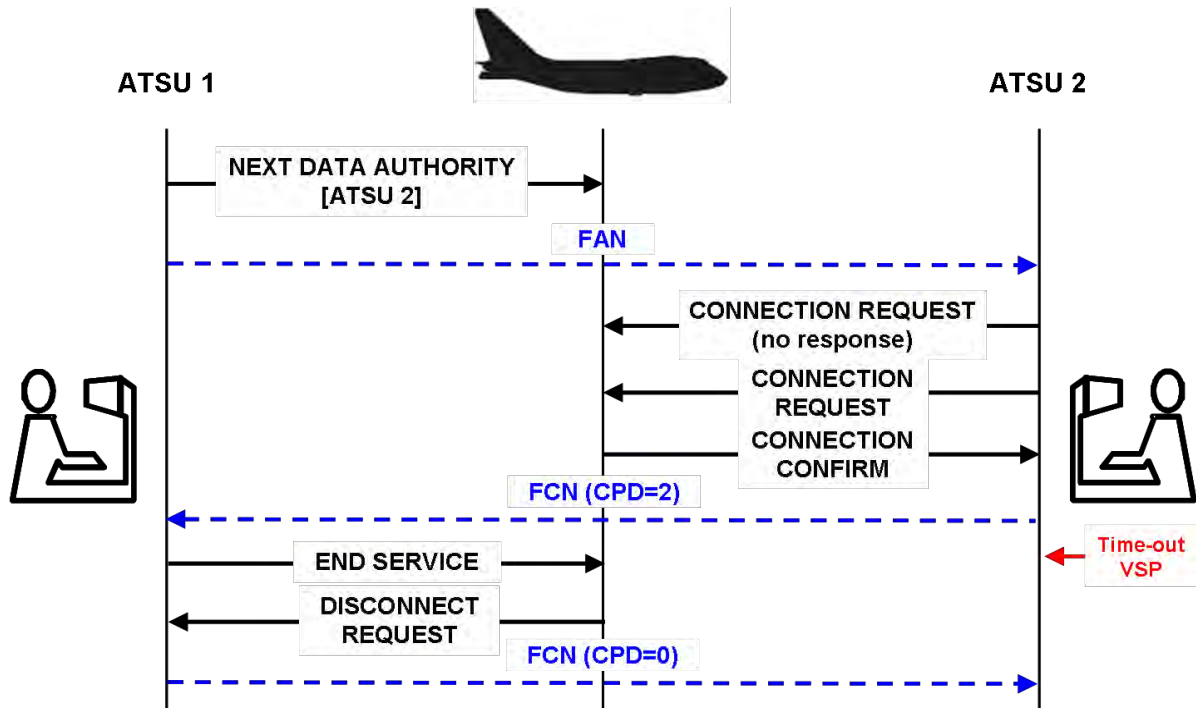 ATSU 1
ATSU 2
NEXT DATA AUTHORITY
[ATSU 2]
FAN
CONNECTION REQUEST
(no response)
CONNECTION
REQUEST
CONNECTION
CONFIRM
FCN (CPD=2)
END SERVICE
Time-out
VSP
DISCONNECT
REQUEST
FCN (CPD=0)